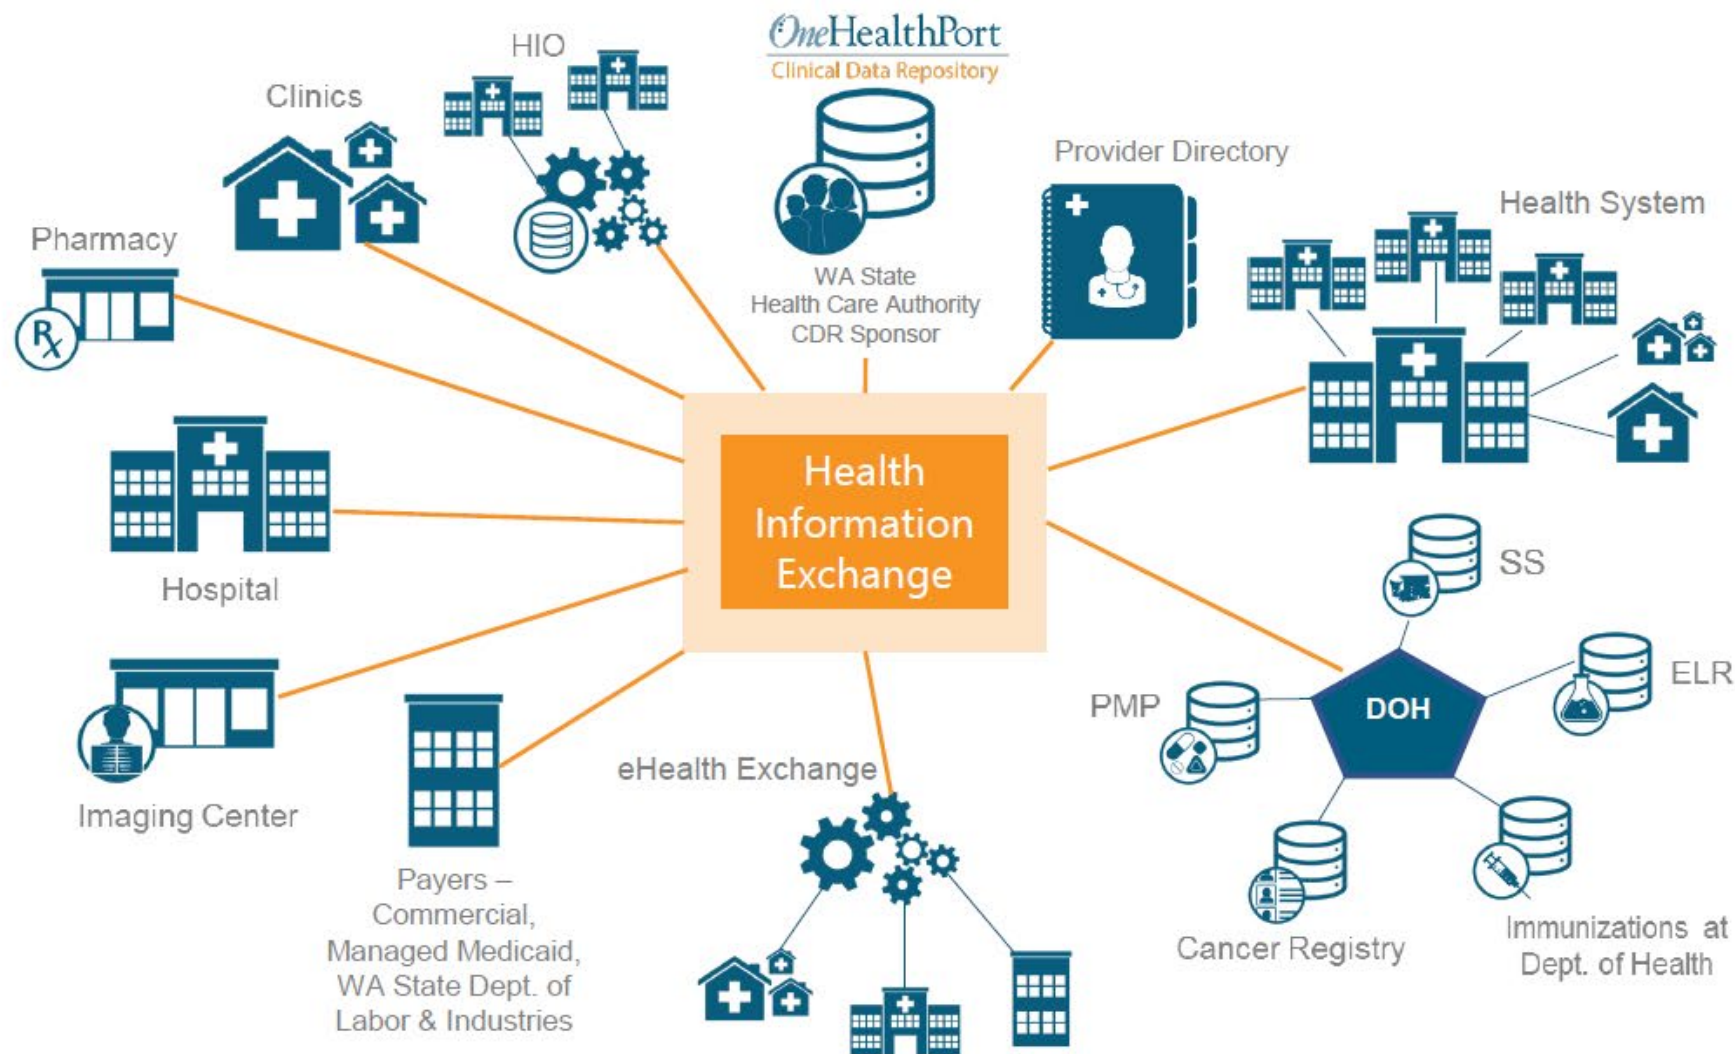 OneHealthPort
Clinical Data Repository
HIO
Clinics
Provider Directory
Health System
Pharmacy
Rx
WA State
Health Care Authority
CDR Sponsor
Health
Information
Exchange
Hospital
SS
ELR
PMP
DOH
Imaging Center
eHealth Exchange
Payers –
Commercial,
Managed Medicaid,
WA State Dept. of
Labor & Industries
Cancer Registry
Immunizations at
Dept. of Health